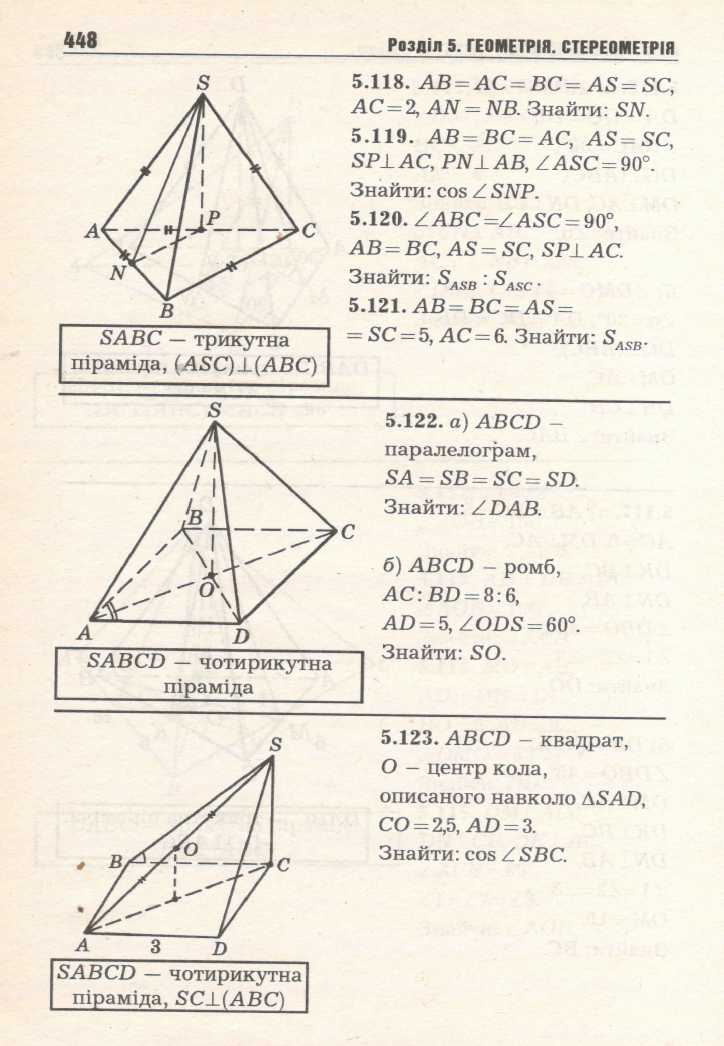 448
Розділ 5. ГЕОМЕТРІЯ. СТЕРЕОМЕТРІЯ
S
A
P
C
N
B
SABC — трикутна
піраміда, (ASC)⊥(ABC)
5.118. AB = AC = BC = AS = SC,
AC = 2, AN = NB. Знайти: SN.
5.119. AB = BC = AC, AS = SC,
SP⊥AC, PN⊥AB, ∠ASC = 90°.
Знайти: cos ∠SNP.
5.120. ∠ABC = ∠ASC = 90°,
AB = BC, AS = SC, SP⊥AC.
Знайти: S_ASB : S_ASC.
5.121. AB = BC = AS =
= SC = 5, AC = 6. Знайти: S_ASB.
S
B
C
O
A
D
SABCD — чотирикутна
піраміда
5.122. а) ABCD –
паралелограм,
SA = SB = SC = SD.
Знайти: ∠DAB.
б) ABCD – ромб,
AC : BD = 8 : 6,
AD = 5, ∠ODS = 60°.
Знайти: SO.
S
B
O
C
A
3
D
SABCD — чотирикутна
піраміда, SC⊥(ABC)
5.123. ABCD – квадрат,
O – центр кола,
описаного навколо ΔSAD,
CO = 2,5, AD = 3.
Знайти: cos ∠SBC.